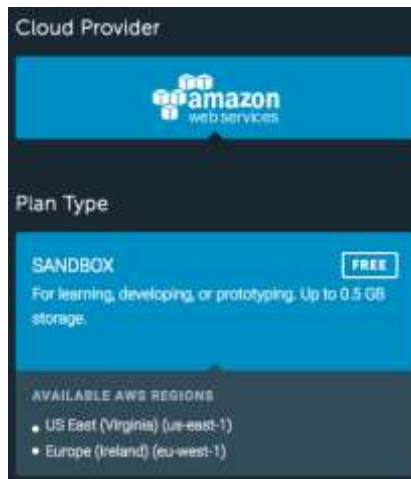 Cloud Provider
amazon
web services
Plan Type
SANDBOX
FREE
For learning, developing, or prototyping. Up to 0.5 GB
storage.
AVAILABLE AWS REGIONS
• US East (Virginia) (us-east-1)
• Europe (Ireland) (eu-west-1)